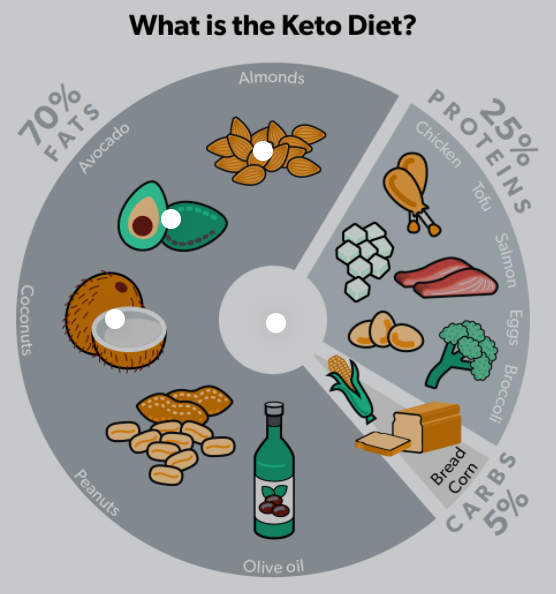 What is the Keto Diet?
70%
FATS
Almonds
Avocado
Coconuts
Peanuts
Olive oil
25%
PROTEINS
Chicken
Tofu
Salmon
Eggs
Broccoli
CARBS
5%
Bread
Corn